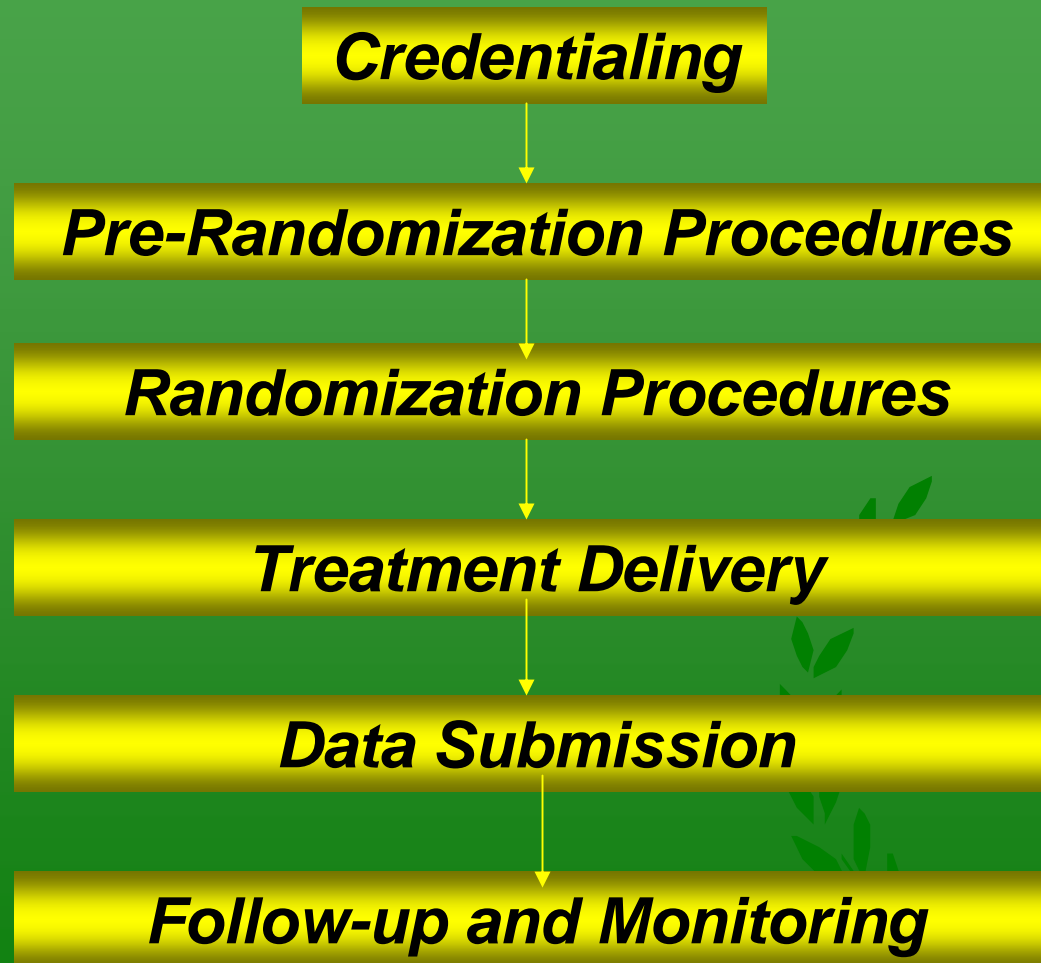 Credentialing
Pre-Randomization Procedures
Randomization Procedures
Treatment Delivery
Data Submission
Follow-up and Monitoring